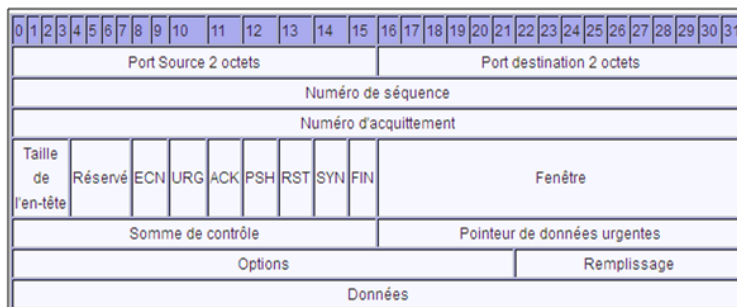 0 1 2 3 4 5 6 7 8 9 10 11 12 13 14 15 16 17 18 19 20 21 22 23 24 25 26 27 28 29 30 31
Port Source 2 octets Port destination 2 octets
Numéro de séquence
Numéro d'acquittement
Taille
de
l'en-tête
Réservé ECN URG ACK PSH RST SYN FIN Fenêtre
Somme de contrôle Pointeur de données urgentes
Options Remplissage
Données